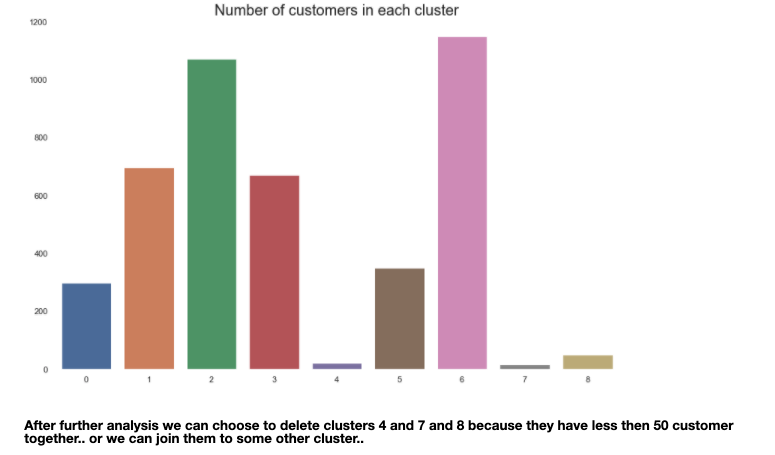 Number of customers in each cluster
1200
1000
800
600
400
200
0
0 1 2 3 4 5 6 7 8
After further analysis we can choose to delete clusters 4 and 7 and 8 because they have less then 50 customer
together.. or we can join them to some other cluster..